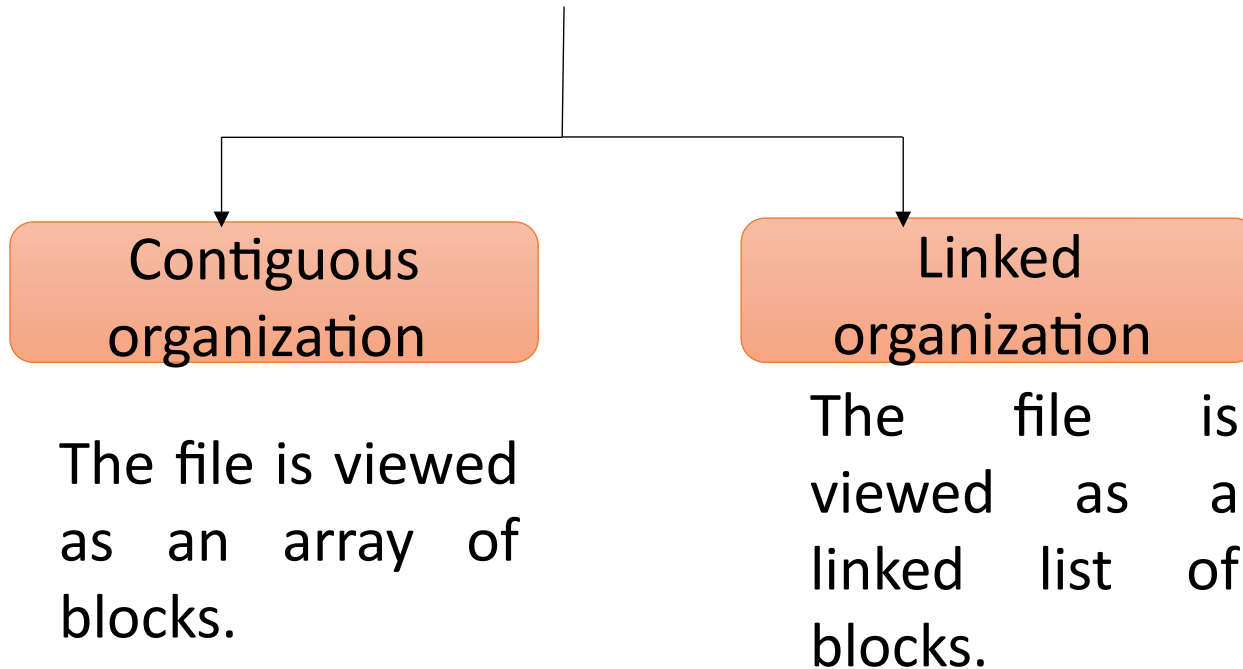 Contiguous
organization
The file is viewed
as an array of
blocks.
Linked
organization
The file is
viewed as a
linked list of
blocks.